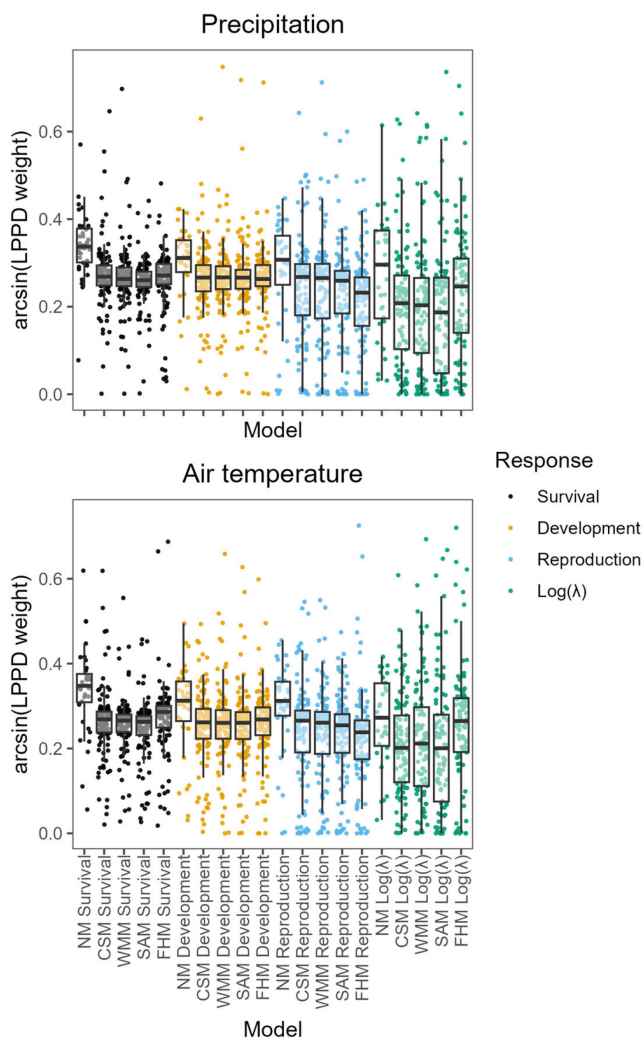 Precipitation
arcsin(LPPD weight)
0.6
0.4
0.2
0.0
Model
Air temperature
arcsin(LPPD weight)
0.6
0.4
0.2
0.0
NM Survival
CSM Survival
WMM Survival
SAM Survival
FHM Survival
NM Development
CSM Development
WMM Development
SAM Development
FHM Development
NM Reproduction
CSM Reproduction
WMM Reproduction
SAM Reproduction
FHM Reproduction
NM Log(λ)
CSM Log(λ)
WMM Log(λ)
SAM Log(λ)
FHM Log(λ)
Model
Response
Survival
Development
Reproduction
Log(λ)